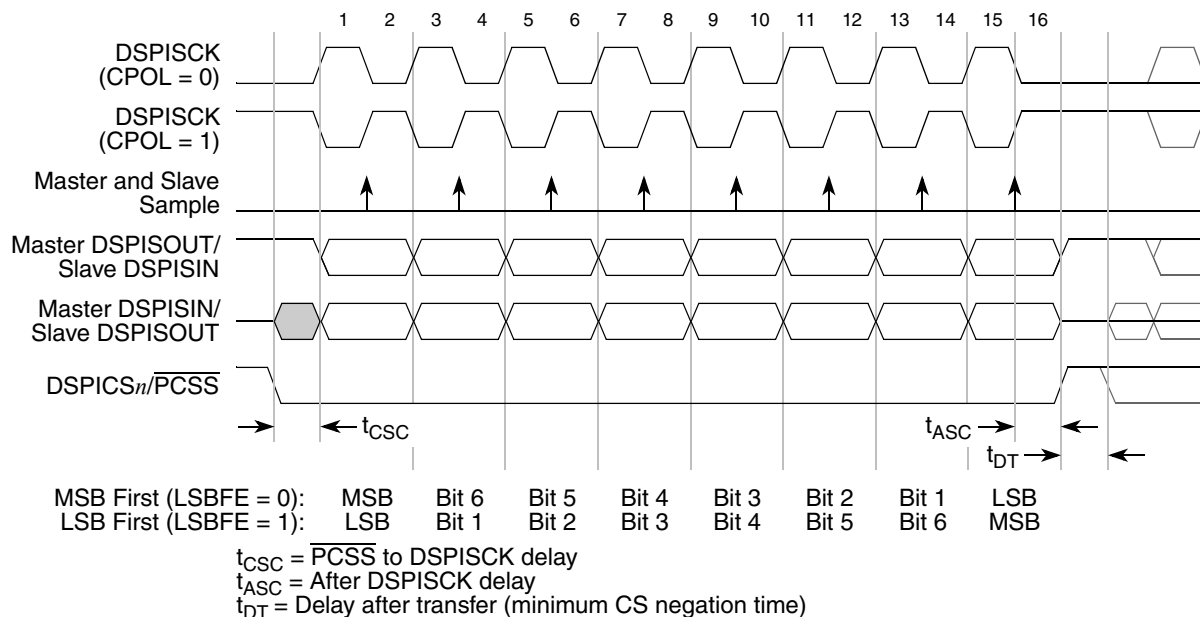 1 2 3 4 5 6 7 8 9 10 11 12 13 14 15 16
DSPISCK
(CPOL = 0)
DSPISCK
(CPOL = 1)
Master and Slave
Sample
Master DSPISOUT/
Slave DSPISIN
Master DSPISIN/
Slave DSPISOUT
DSPICSn/PCSS
tCSC
tASC
tDT
MSB First (LSBFE = 0): MSB Bit 6 Bit 5 Bit 4 Bit 3 Bit 2 Bit 1 LSB
LSB First (LSBFE = 1): LSB Bit 1 Bit 2 Bit 3 Bit 4 Bit 5 Bit 6 MSB
tCSC = PCSS to DSPISCK delay
tASC = After DSPISCK delay
tDT = Delay after transfer (minimum CS negation time)